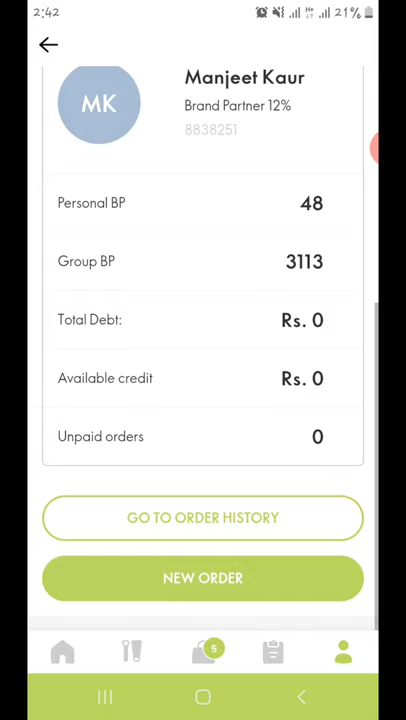 2:42
21%
Manjeet Kaur
MK
Brand Partner 12%
8838251
Personal BP 48
Group BP 3113
Total Debt: Rs. 0
Available credit Rs. 0
Unpaid orders 0
GO TO ORDER HISTORY
NEW ORDER
5